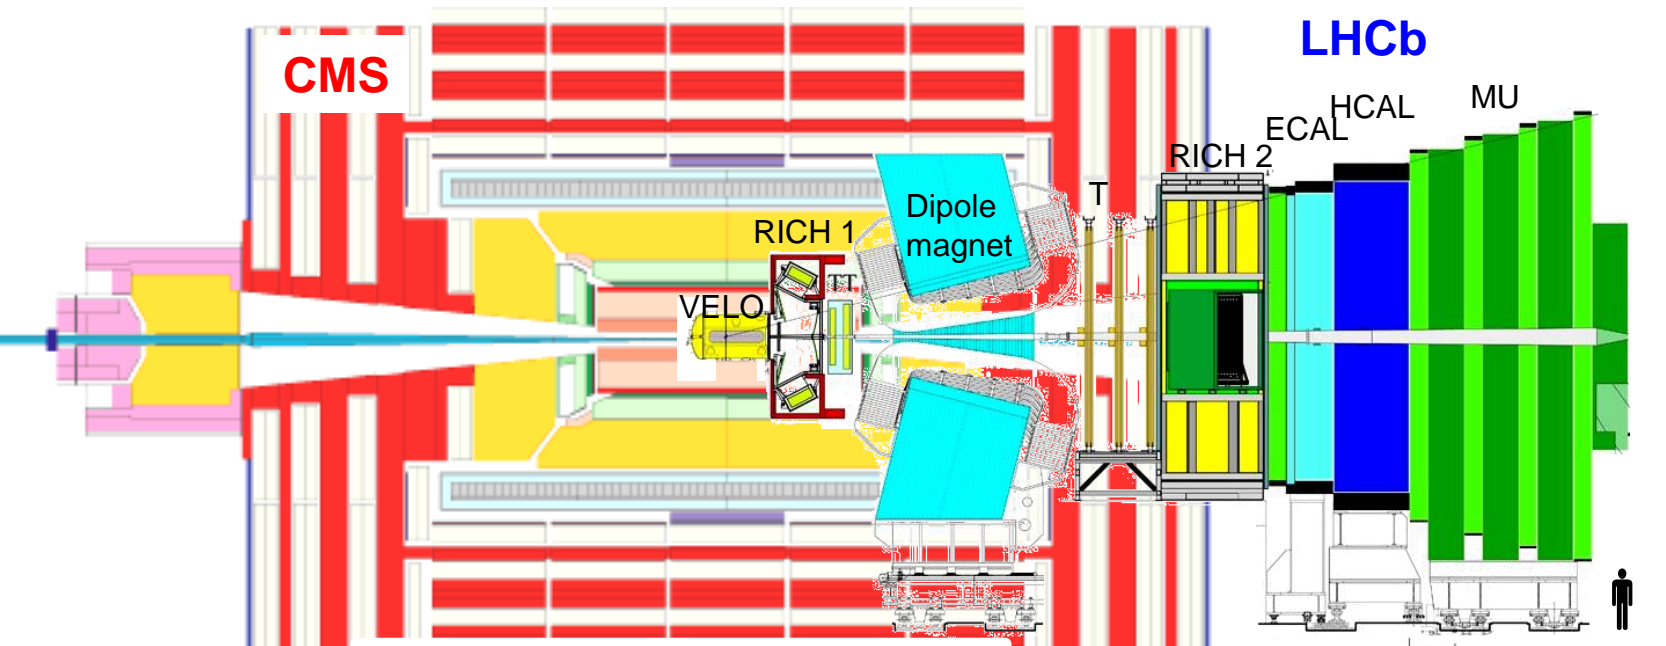 CMS
LHCb
HCAL
MU
ECAL
RICH 2
T
Dipole
magnet
RICH 1
TT
VELO